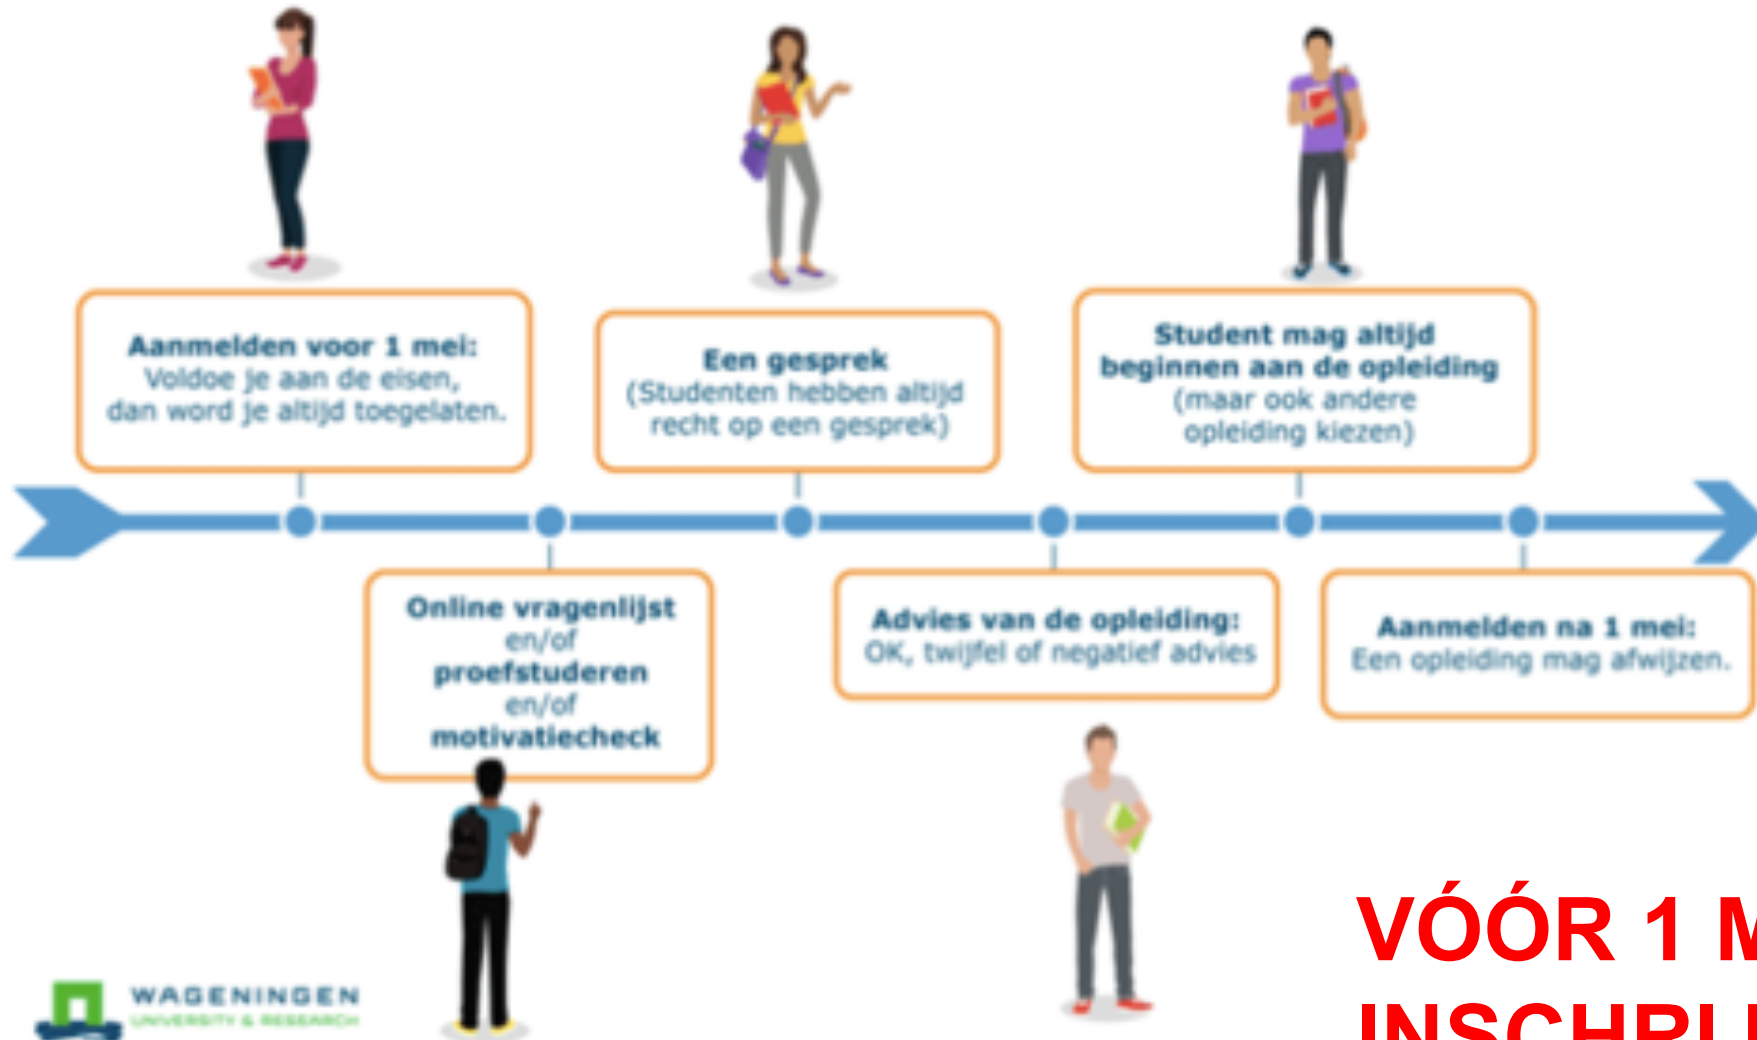 Aanmelden voor 1 mei:
Voldoe je aan de eisen,
dan word je altijd toegelaten.
Online vragenlijst
en/of
proefstuderen
en/of
motivatiecheck
Een gesprek
(Studenten hebben altijd
recht op een gesprek)
Advies van de opleiding:
OK, twijfel of negatief advies
Student mag altijd
beginnen aan de opleiding
(maar ook andere
opleiding kiezen)
Aanmelden na 1 mei:
Een opleiding mag afwijzen.
WAGENINGEN
UNIVERSITY & RESEARCH
VÓÓR 1